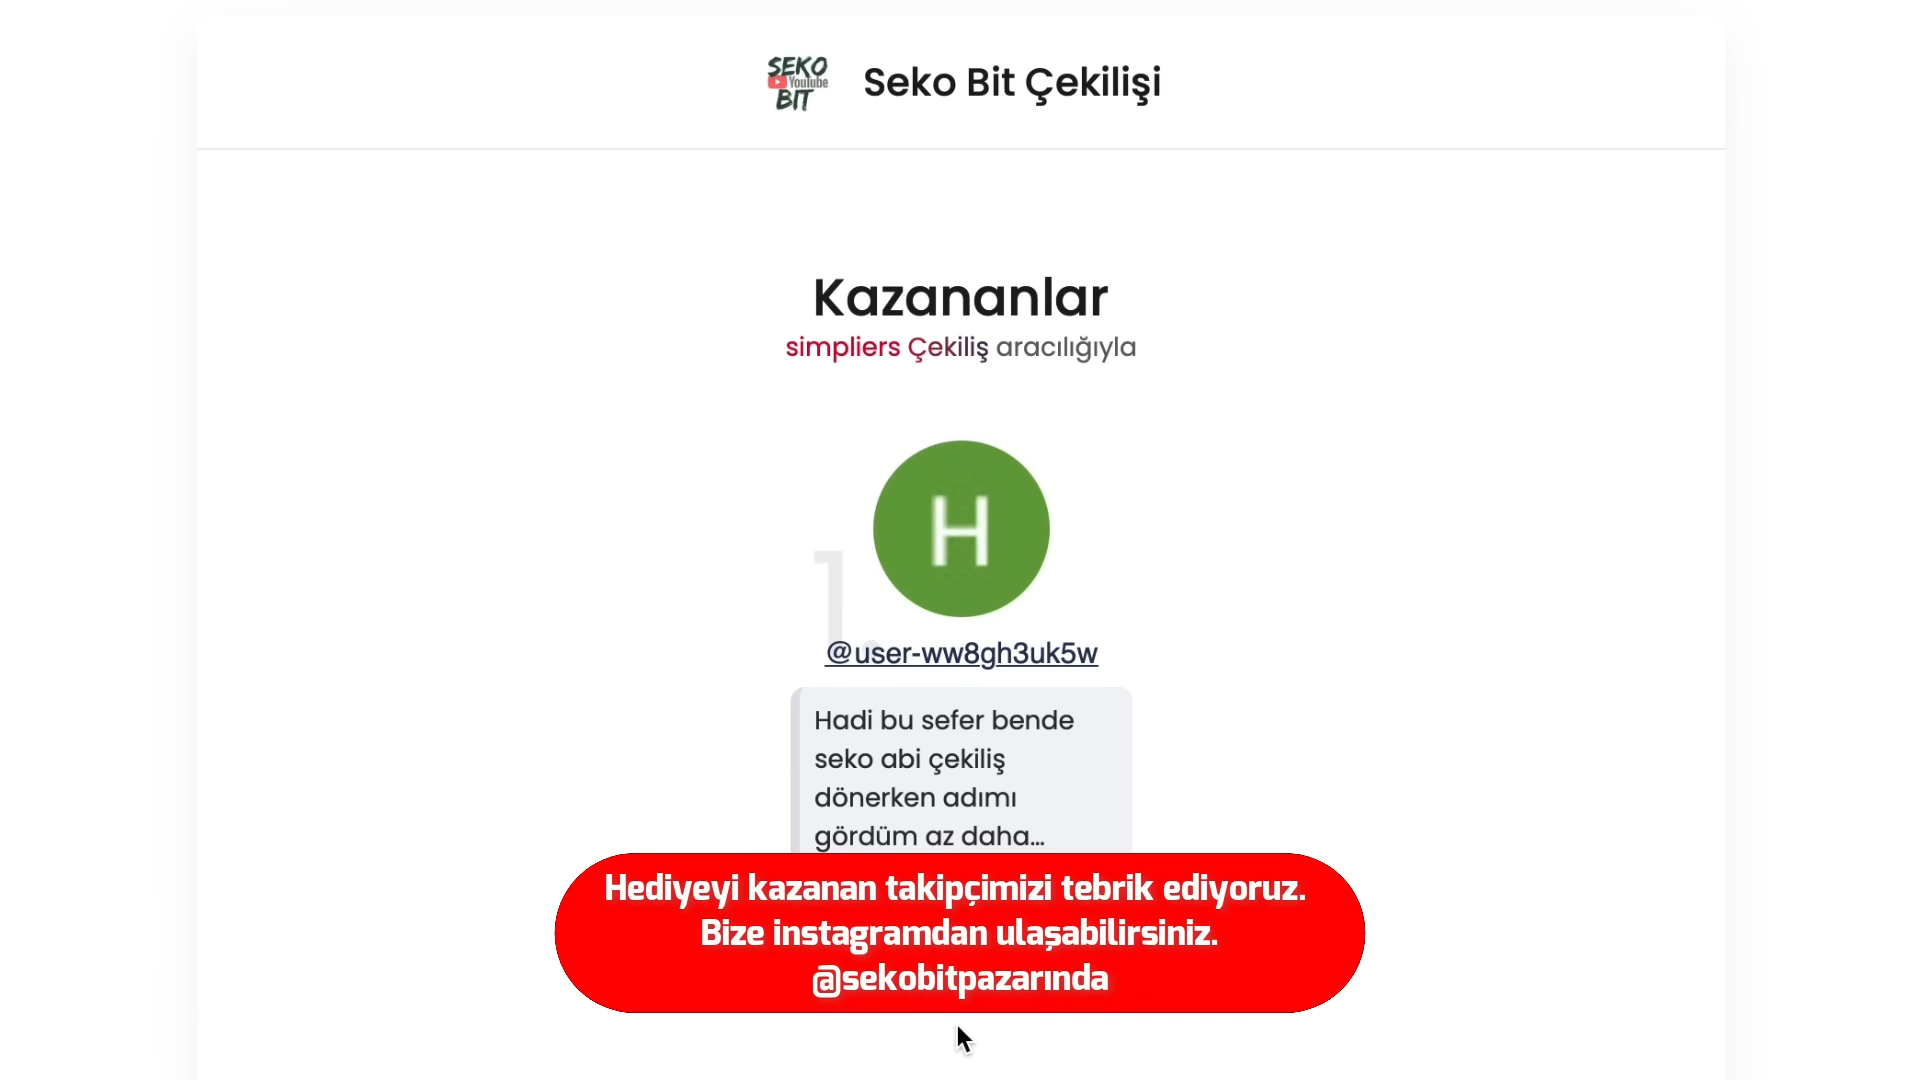 SEKO
YouTube
BIT
Seko Bit Çekilişi
Kazananlar
simpliers Çekiliş aracılığıyla
H
1.
@user-ww8gh3uk5w
Hadi bu sefer bende
seko abi çekiliş
dönerken adımı
gördüm az daha...
Hediyeyi kazanan takipçimizi tebrik ediyoruz.
Bize instagramdan ulaşabilirsiniz.
@sekobitpazarında